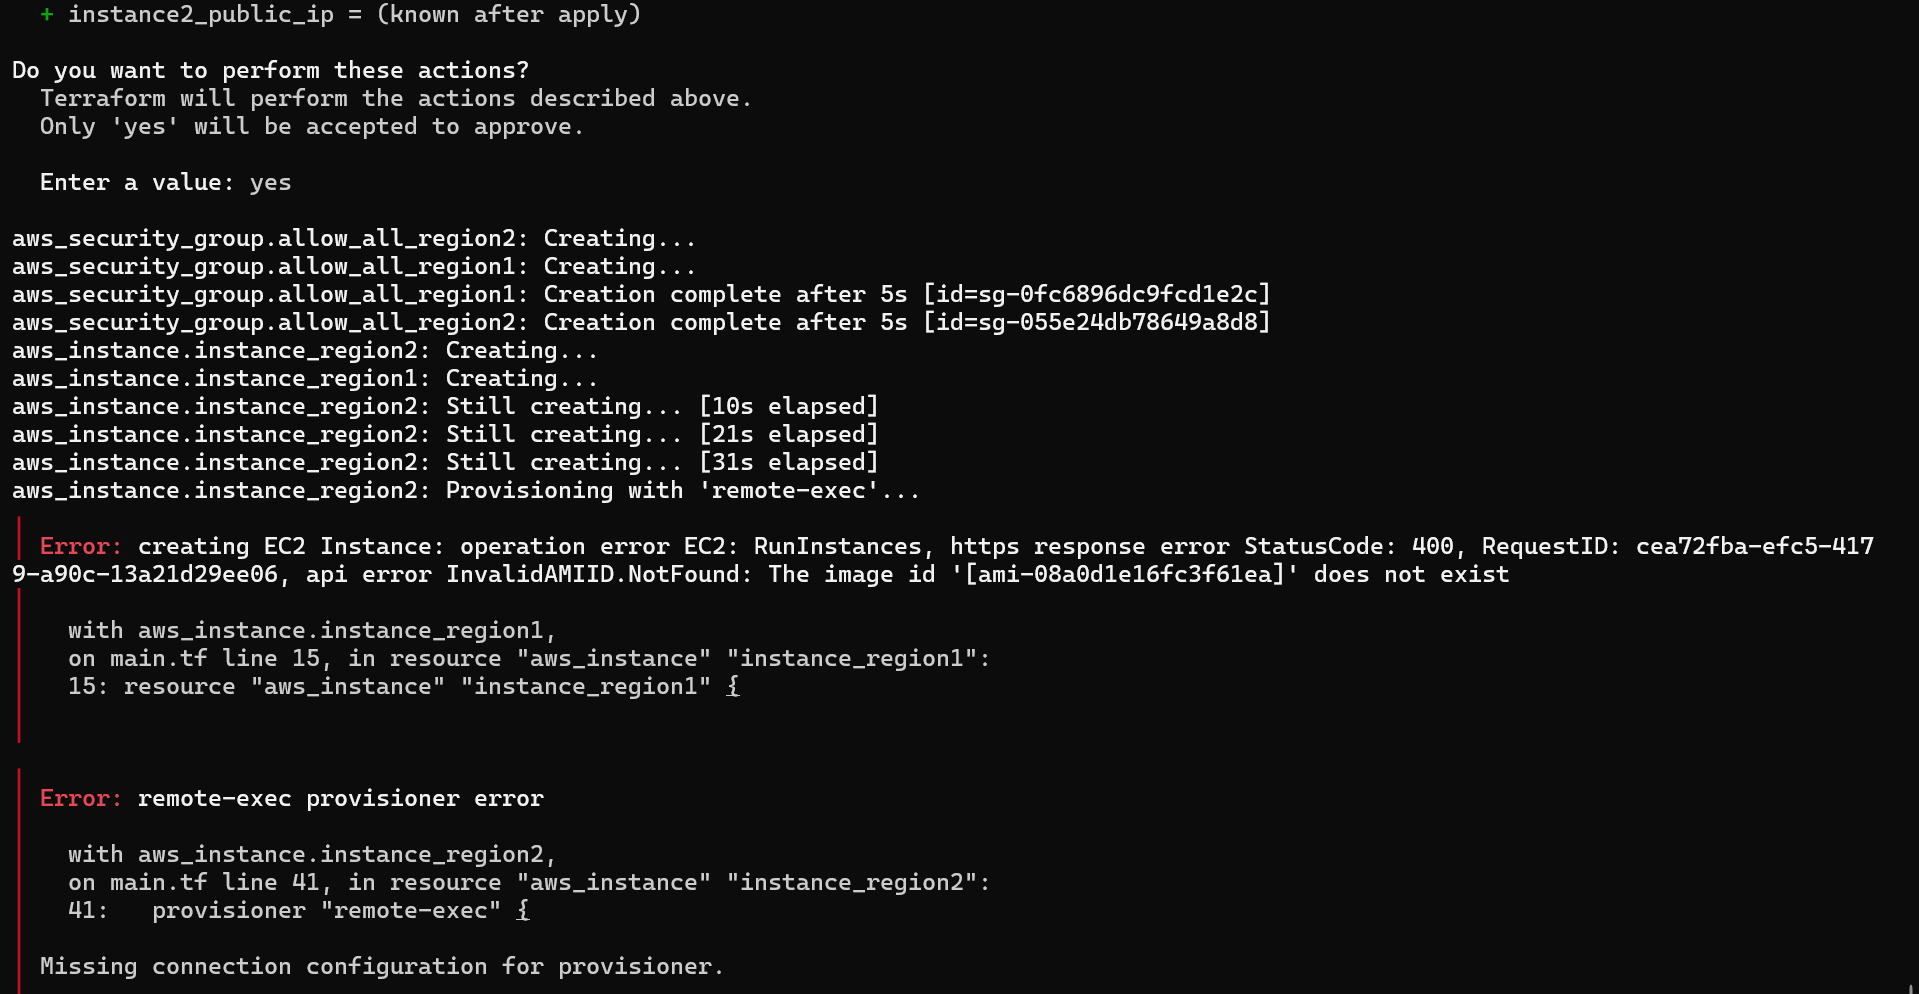 + instance2_public_ip = (known after apply)
Do you want to perform these actions?
Terraform will perform the actions described above.
Only 'yes' will be accepted to approve.
Enter a value: yes
aws_security_group.allow_all_region2: Creating...
aws_security_group.allow_all_region1: Creating...
aws_security_group.allow_all_region1: Creation complete after 5s [id=sg-0fc6896dc9fcd1e2c]
aws_security_group.allow_all_region2: Creation complete after 5s [id=sg-055e24db78649a8d8]
aws_instance.instance_region2: Creating...
aws_instance.instance_region1: Creating...
aws_instance.instance_region2: Still creating... [10s elapsed]
aws_instance.instance_region2: Still creating... [21s elapsed]
aws_instance.instance_region2: Still creating... [31s elapsed]
aws_instance.instance_region2: Provisioning with 'remote-exec'...
Error: creating EC2 Instance: operation error EC2: RunInstances, https response error StatusCode: 400, RequestID: cea72fba-efc5-417
9-a90c-13a21d29ee06, api error InvalidAMIID.NotFound: The image id '[ami-08a0d1e16fc3f61ea]' does not exist
with aws_instance.instance_region1,
on main.tf line 15, in resource "aws_instance" "instance_region1":
15: resource "aws_instance" "instance_region1" {
Error: remote-exec provisioner error
with aws_instance.instance_region2,
on main.tf line 41, in resource "aws_instance" "instance_region2":
41:   provisioner "remote-exec" {
Missing connection configuration for provisioner.